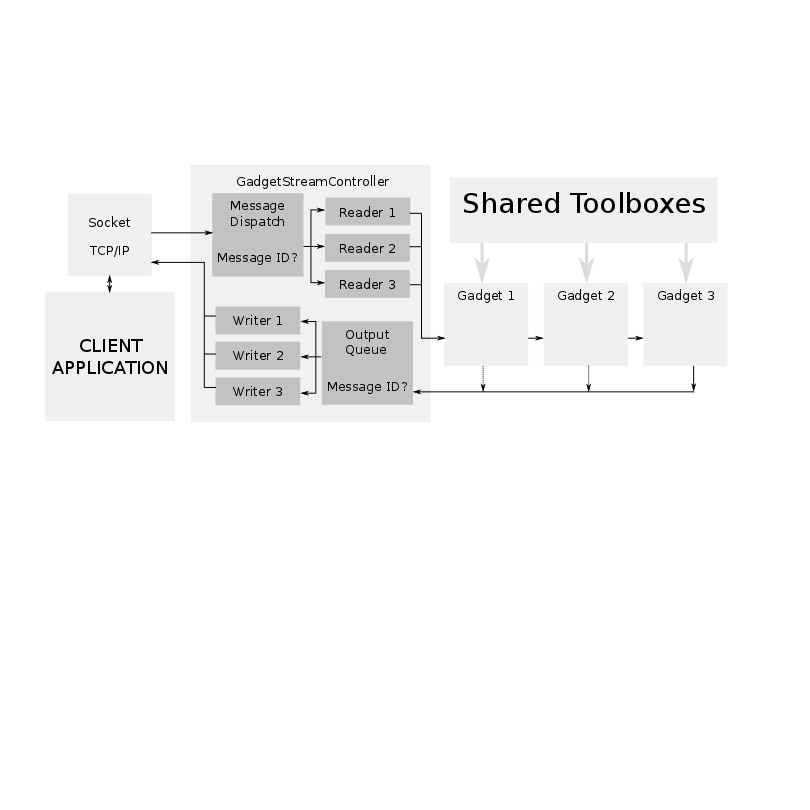 GadgetStreamController
Socket
TCP/IP
CLIENT
APPLICATION
Message
Dispatch
Message ID?
Reader 1
Reader 2
Reader 3
Writer 1
Writer 2
Writer 3
Output
Queue
Message ID?
Shared Toolboxes
Gadget 1
Gadget 2
Gadget 3